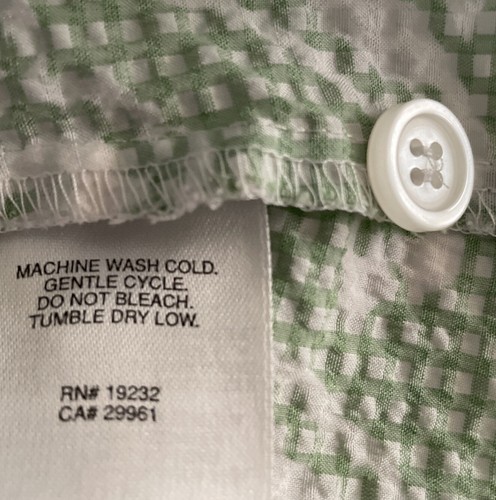 MACHINE WASH COLD.
GENTLE CYCLE.
DO NOT BLEACH.
TUMBLE DRY LOW.
RN# 19232
CA# 29961